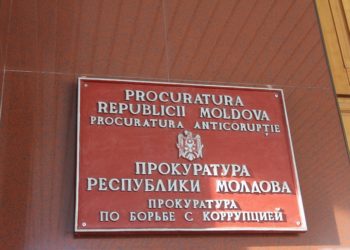 PROCURATURA
REPUBLICII MOLDOVA
PROCURATURA ANTICORUPȚIE
ПРОКУРАТУРА
РЕСПУБЛИКИ МОЛДОВА
ПРОКУРАТУРА
ПО БОРЬБЕ С КОРРУПЦИЕЙ